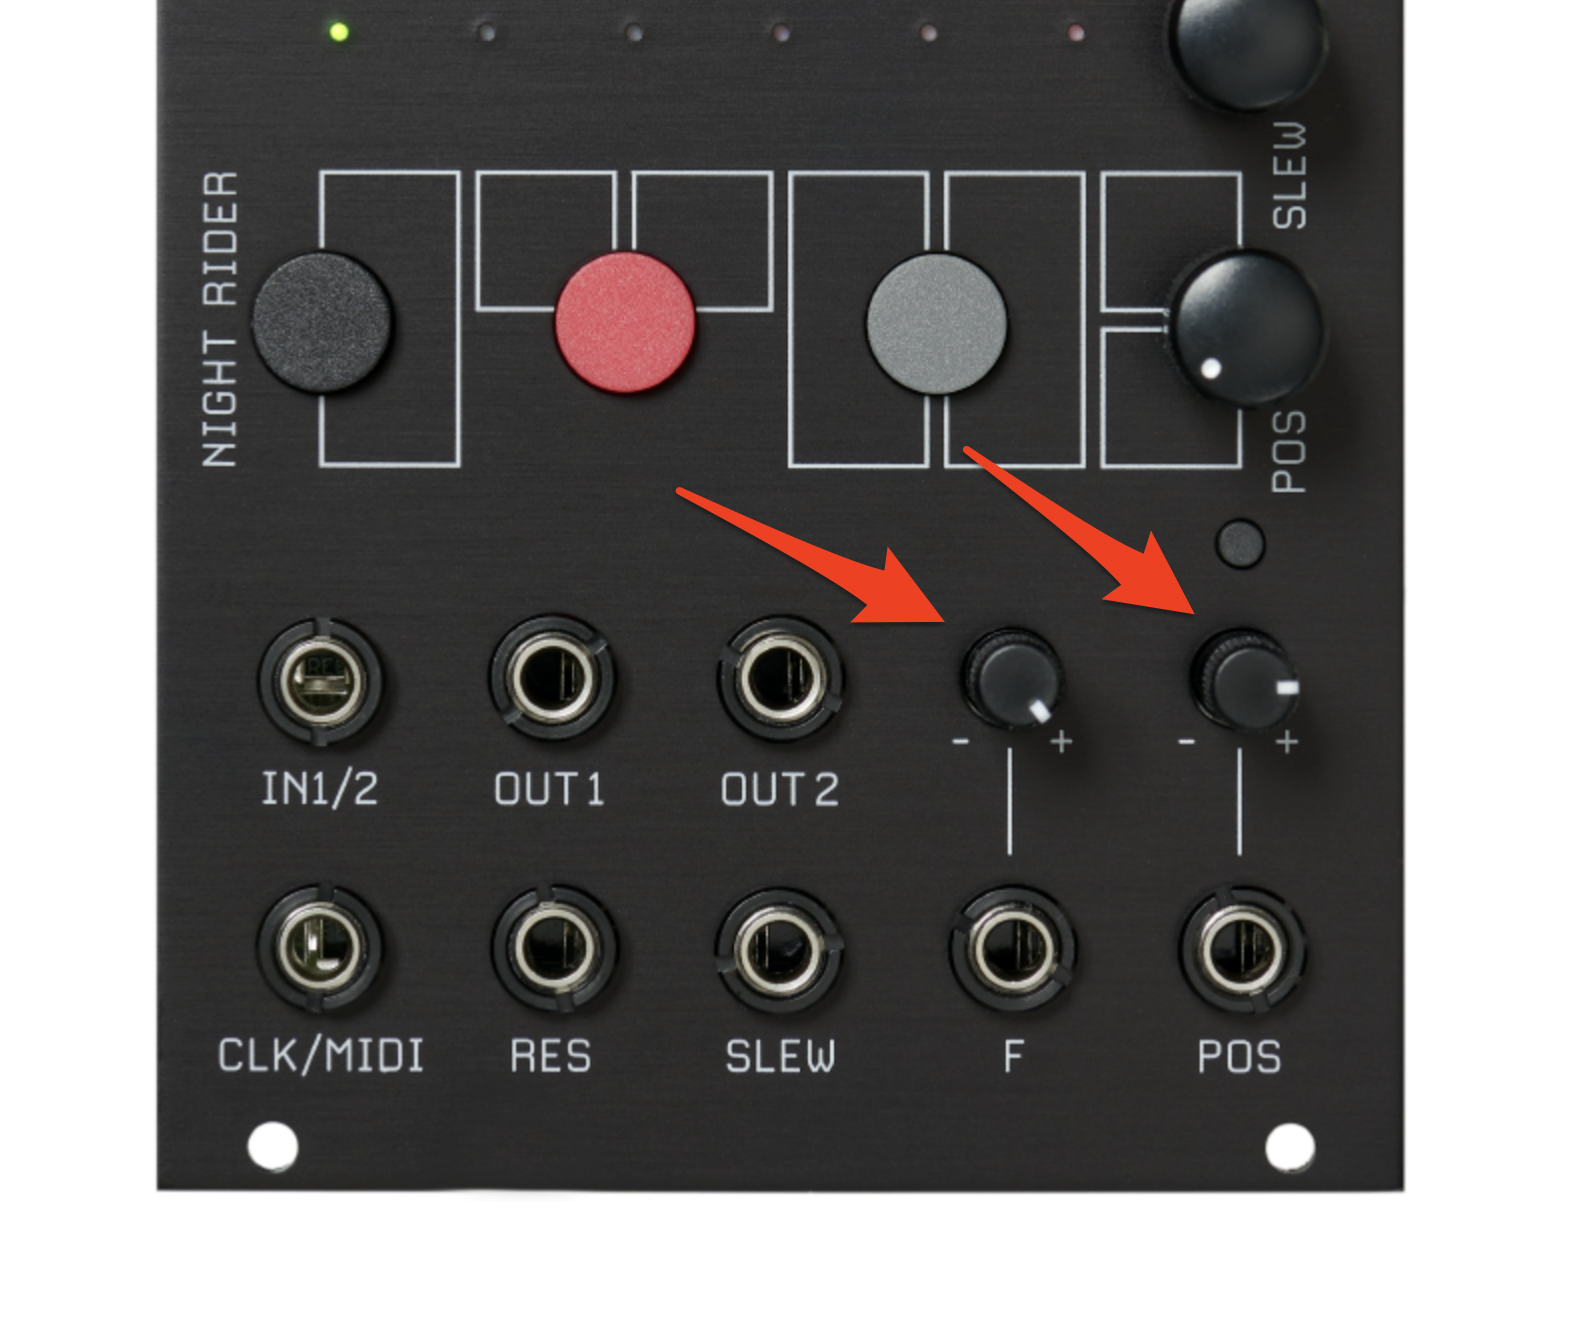 SLEW
NIGHT RIDER
POS
- +
- +
IN1/2
OUT1
OUT2
CLK/MIDI
RES
SLEW
F
POS